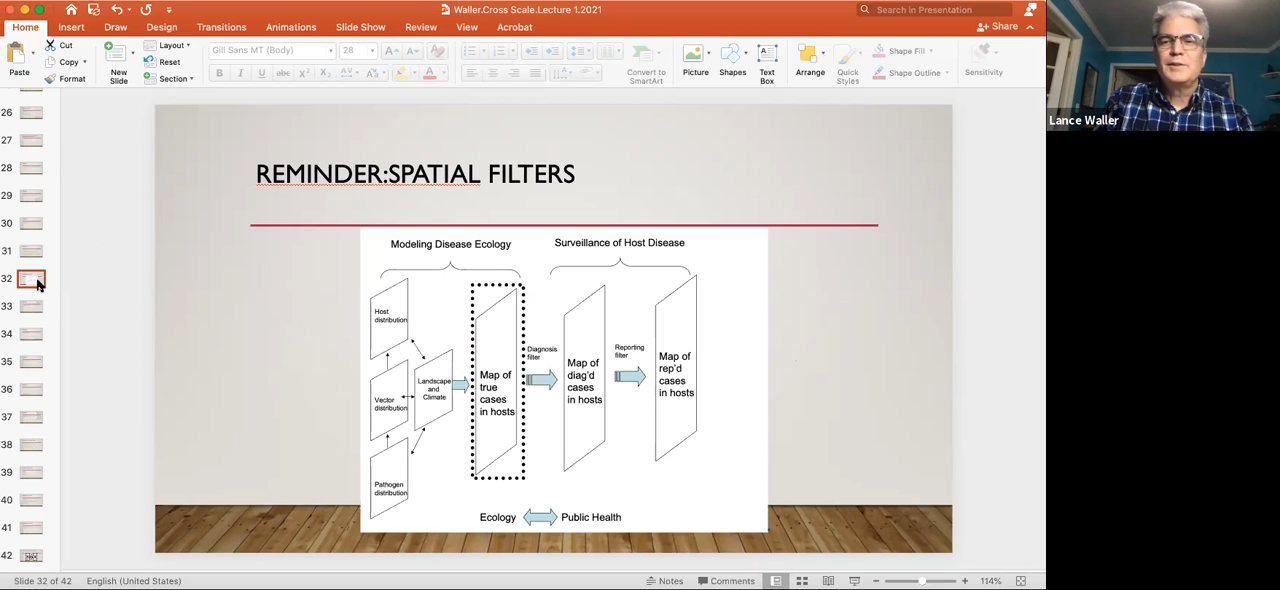 Waller.Cross Scale.Lecture 1.2021
Search in Presentation
Home Insert Draw Design Transitions Animations Slide Show Review View Acrobat
Share
Paste
Cut
Copy
Format
New Slide
Layout
Reset
Section
Gill Sans MT (Body) 28
Convert to SmartArt
Picture
Shapes
Text Box
Arrange
Quick Styles
Shape Fill
Shape Outline
Sensitivity
Lance Waller
26
27
28
29
30
31
32
33
34
35
36
37
38
39
40
41
42
REMINDER:SPATIAL FILTERS
Modeling Disease Ecology
Surveillance of Host Disease
Host
distribution
Vector
distribution
Pathogen
distribution
Landscape
and
Climate
Map of
true
cases
in hosts
Diagnosis
filter
Map of
diag'd
cases
in hosts
Reporting
filter
Map of
rep'd
cases
in hosts
Ecology
Public Health
Slide 32 of 42 English (United States)
Notes Comments 114%